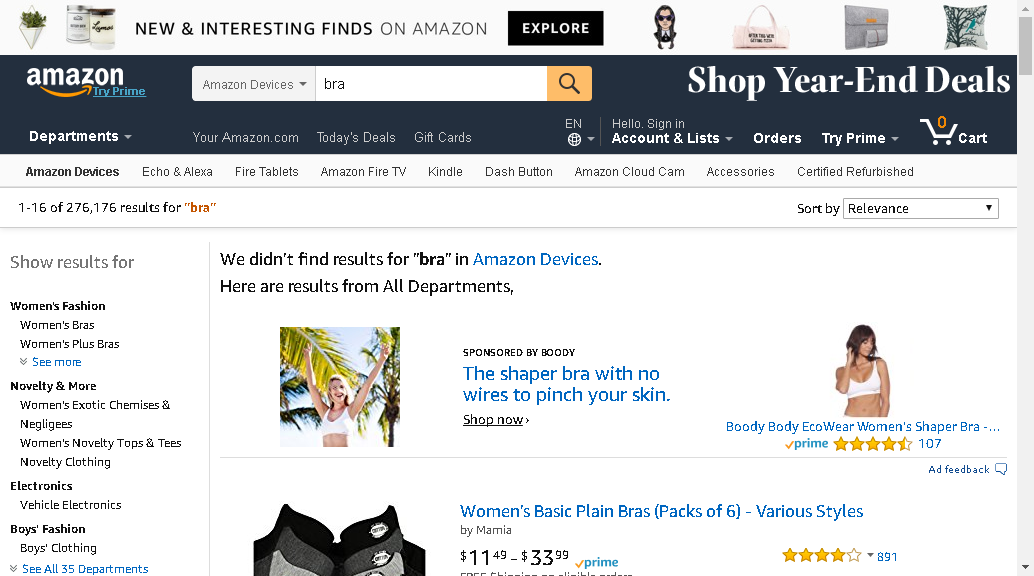 NEW & INTERESTING FINDS ON AMAZON EXPLORE
amazon
Try Prime
Amazon Devices
bra
Shop Year-End Deals
Departments
Your Amazon.com Today's Deals Gift Cards
EN
Hello. Sign in
Account & Lists
Orders
Try Prime
0
Cart
Amazon Devices Echo & Alexa Fire Tablets Amazon Fire TV Kindle Dash Button Amazon Cloud Cam Accessories Certified Refurbished
1-16 of 276,176 results for "bra"
Sort by Relevance
Show results for
Women's Fashion
Women's Bras
Women's Plus Bras
See more
Novelty & More
Women's Exotic Chemises &
Negligees
Women's Novelty Tops & Tees
Novelty Clothing
Electronics
Vehicle Electronics
Boys' Fashion
Boys' Clothing
See All 35 Departments
We didn't find results for "bra" in Amazon Devices.
Here are results from All Departments,
SPONSORED BY BOODY
The shaper bra with no
wires to pinch your skin.
Shop now ›
Boody Body EcoWear Women's Shaper Bra -...
prime 107
Ad feedback
Women's Basic Plain Bras (Packs of 6) - Various Styles
by Mamia
$11 49 - $33 99 prime
891
FREE Shipping on eligible orders